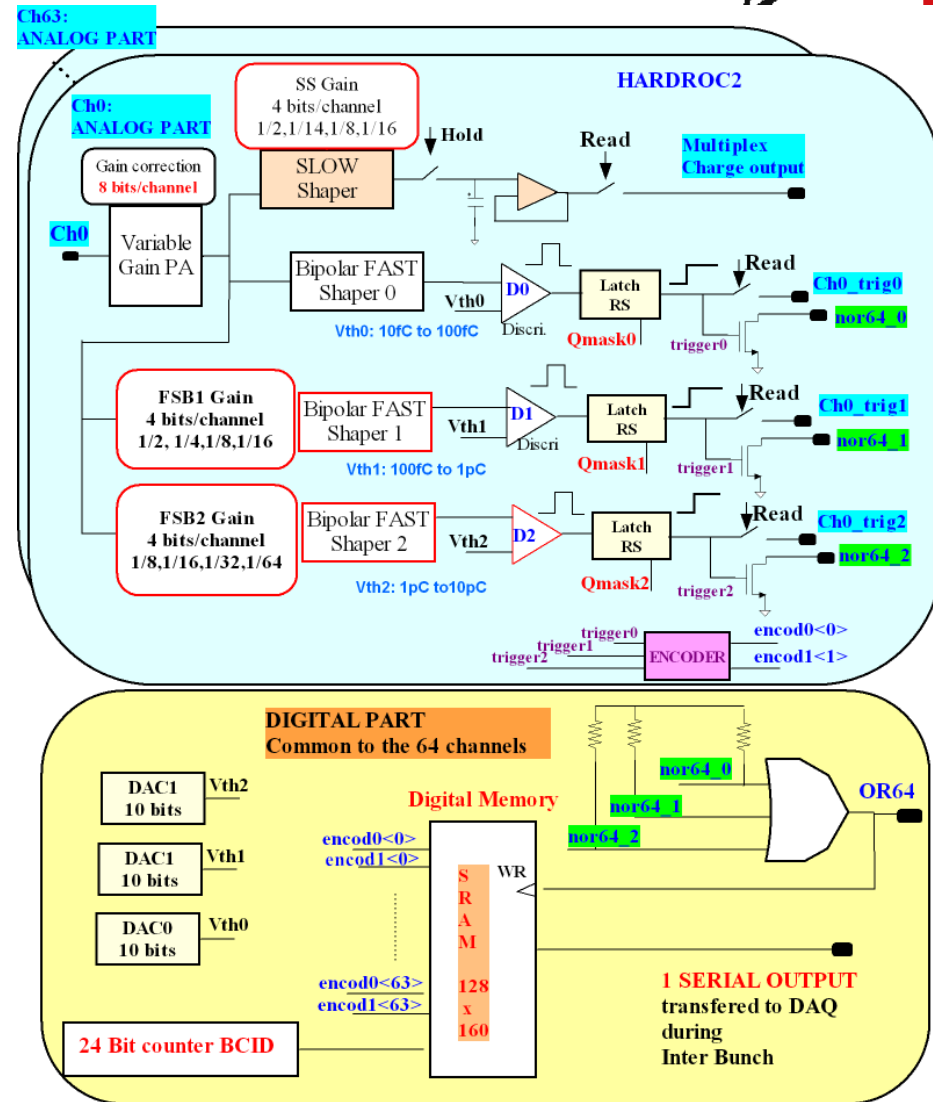 Ch63:
ANALOG PART
HARDROC2
SS Gain
4 bits/channel
1/2,1/14,1/8,1/16
Ch0:
ANALOG PART
Gain correction
8 bits/channel
SLOW
Shaper
Hold
Read
Multiplex
Charge output
Ch0
Variable
Gain PA
Bipolar FAST
Shaper 0
Vth0
D0
Discri.
Latch
RS
Read
Ch0_trig0
nor64_0
Vth0: 10fC to 100fC
Qmask0
trigger0
FSB1 Gain
4 bits/channel
1/2, 1/4,1/8,1/16
Bipolar FAST
Shaper 1
Vth1
D1
Discri
Latch
RS
Read
Ch0_trig1
nor64_1
Vth1: 100fC to 1pC
Qmask1
trigger1
FSB2 Gain
4 bits/channel
1/8,1/16,1/32,1/64
Bipolar FAST
Shaper 2
Vth2
D2
Latch
RS
Read
Ch0_trig2
nor64_2
Vth2: 1pC to10pC
Qmask2
trigger2
trigger0
trigger1
trigger2
ENCODER
encod0<0>
encod1<1>
DIGITAL PART
Common to the 64 channels
DAC1
10 bits
Vth2
DAC1
10 bits
Vth1
DAC0
10 bits
Vth0
Digital Memory
encod0<0>
encod1<0>
encod0<63>
encod1<63>
S
R
A
M
128
x
160
WR
nor64_0
nor64_1
nor64_2
OR64
24 Bit counter BCID
1 SERIAL OUTPUT
transfered to DAQ
during
Inter Bunch